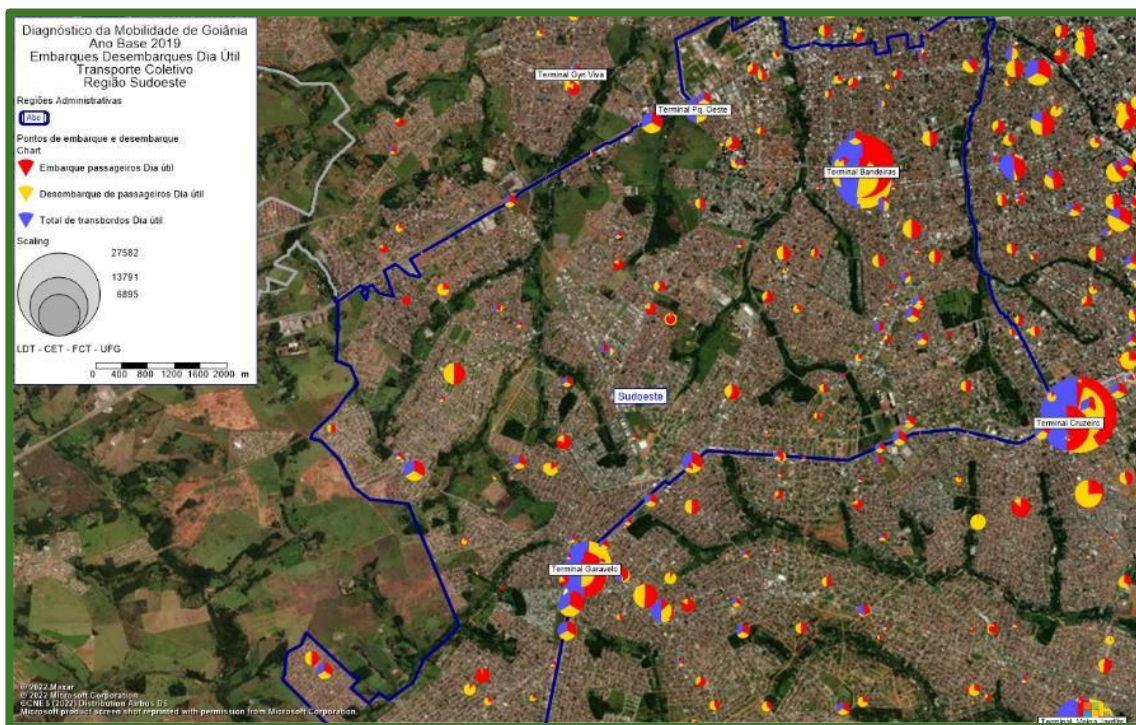 Diagnóstico da Mobilidade de Goiânia
Ano Base 2019
Embarques Desembarques Dia Útil
Transporte Coletivo
Região Sudoeste
Regiões Administrativas
Abc
Pontos de embarque e desembarque
Chart
Embarque passageiros Dia útil
Desembarque de passageiros Dia útil
Total de transbordos Dia útil
Scaling
27582
13791
6895
LDT - CET - FCT - UFG
0 400 800 1200 1600 2000 m
Terminal Gyn Viva
Terminal Pq. Oeste
Terminal Bandeiras
Sudoeste
Terminal Cruzeiro
Terminal Garavelo
© 2022 Maxar
© 2022 Microsoft Corporation
©CNES (2022) Distribution Airbus DS
Microsoft product screen shot reprinted with permission from Microsoft Corporation.
Terminal